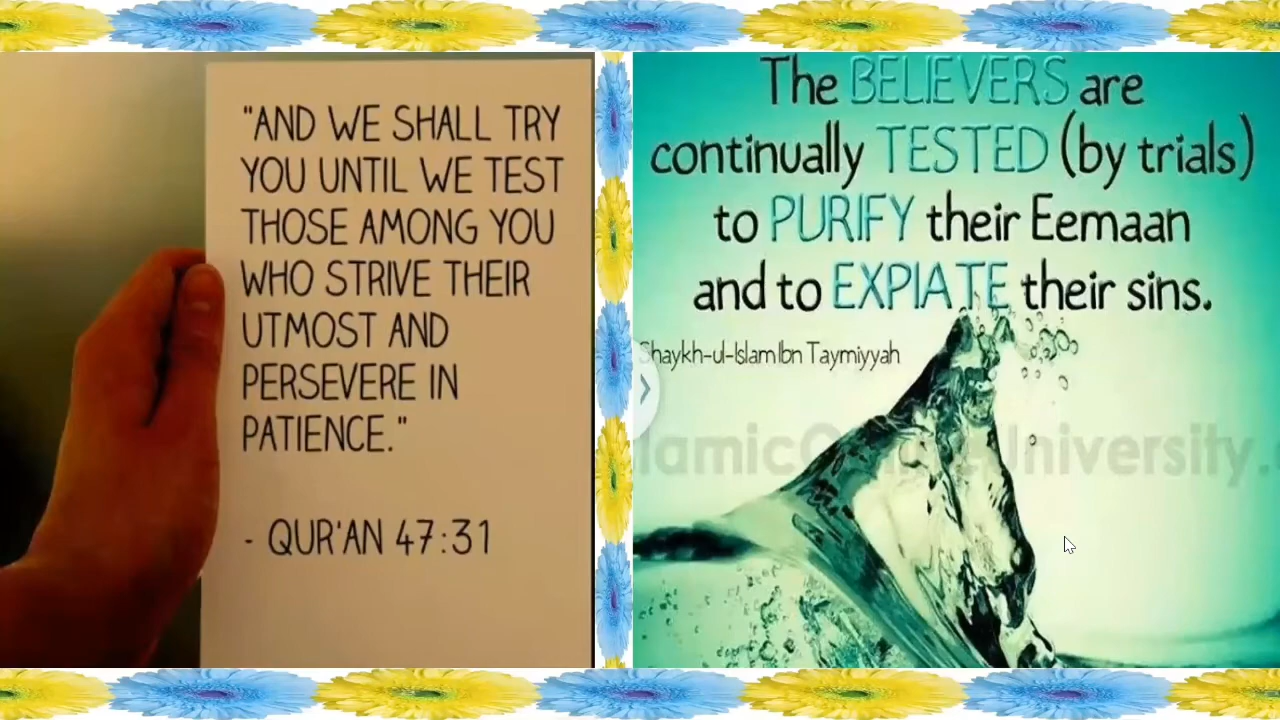 "AND WE SHALL TRY
YOU UNTIL WE TEST
THOSE AMONG YOU
WHO STRIVE THEIR
UTMOST AND
PERSEVERE IN
PATIENCE."
- QUR'AN 47:31
The BELIEVERS are
continually TESTED (by trials)
to PURIFY their Eemaan
and to EXPIATE their sins.
Shaykh-ul-Islam Ibn Taymiyyah
University.